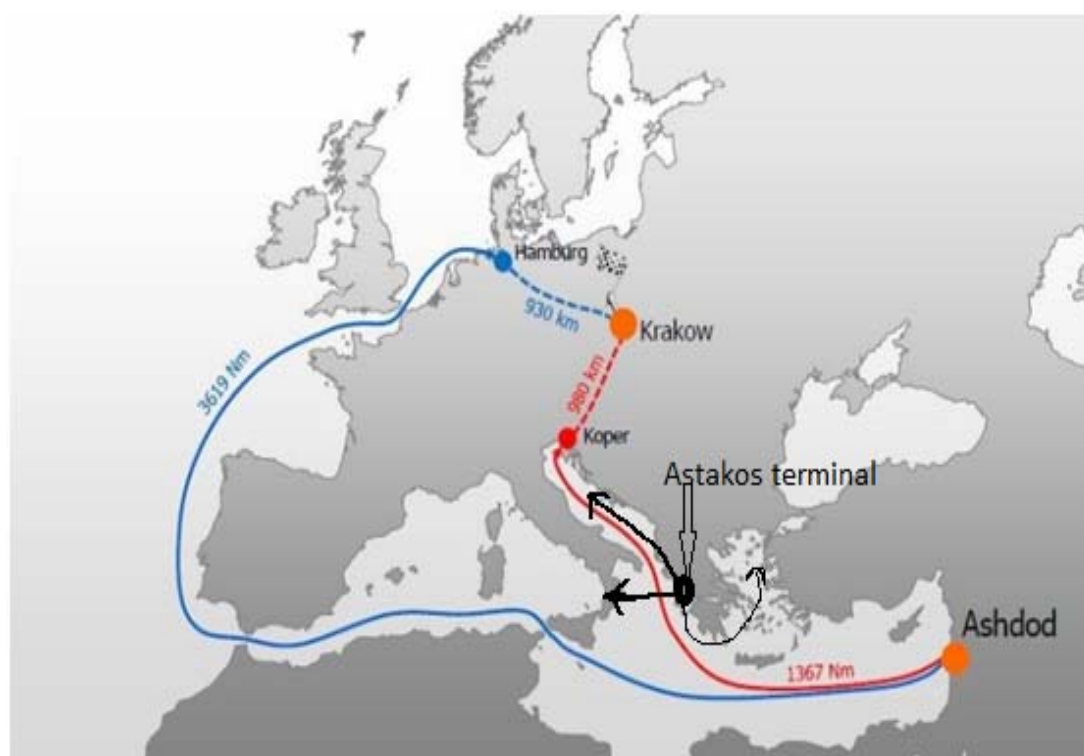 Hamburg
930 km
Krakow
3619 Nm
980 km
Koper
Astakos terminal
Ashdod
1367 Nm